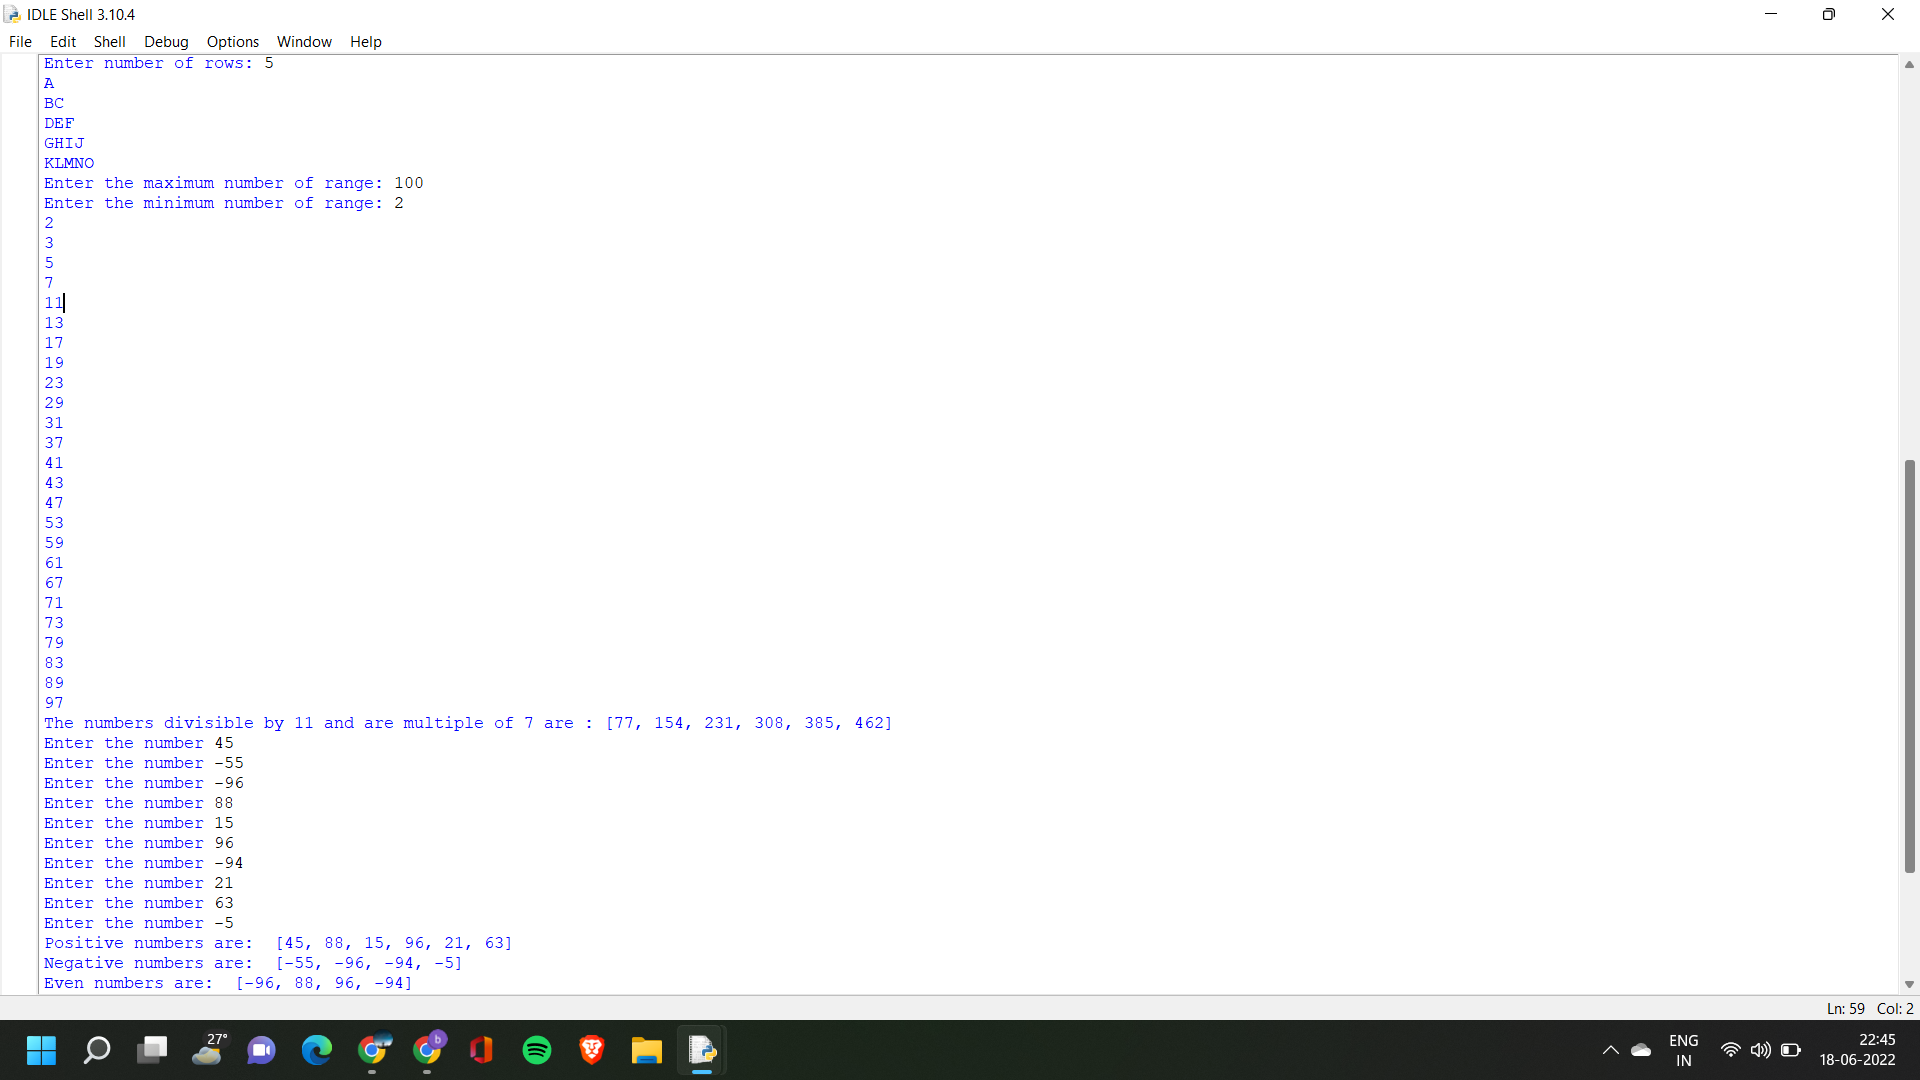 IDLE Shell 3.10.4
File Edit Shell Debug Options Window Help
Enter number of rows: 5
A
BC
DEF
GHIJ
KLMNO
Enter the maximum number of range: 100
Enter the minimum number of range: 2
2
3
5
7
11
13
17
19
23
29
31
37
41
43
47
53
59
61
67
71
73
79
83
89
97
The numbers divisible by 11 and are multiple of 7 are : [77, 154, 231, 308, 385, 462]
Enter the number 45
Enter the number -55
Enter the number -96
Enter the number 88
Enter the number 15
Enter the number 96
Enter the number -94
Enter the number 21
Enter the number 63
Enter the number -5
Positive numbers are:  [45, 88, 15, 96, 21, 63]
Negative numbers are:  [-55, -96, -94, -5]
Even numbers are:  [-96, 88, 96, -94]
Ln: 59 Col: 2
27°
b
ENG
IN
22:45
18-06-2022